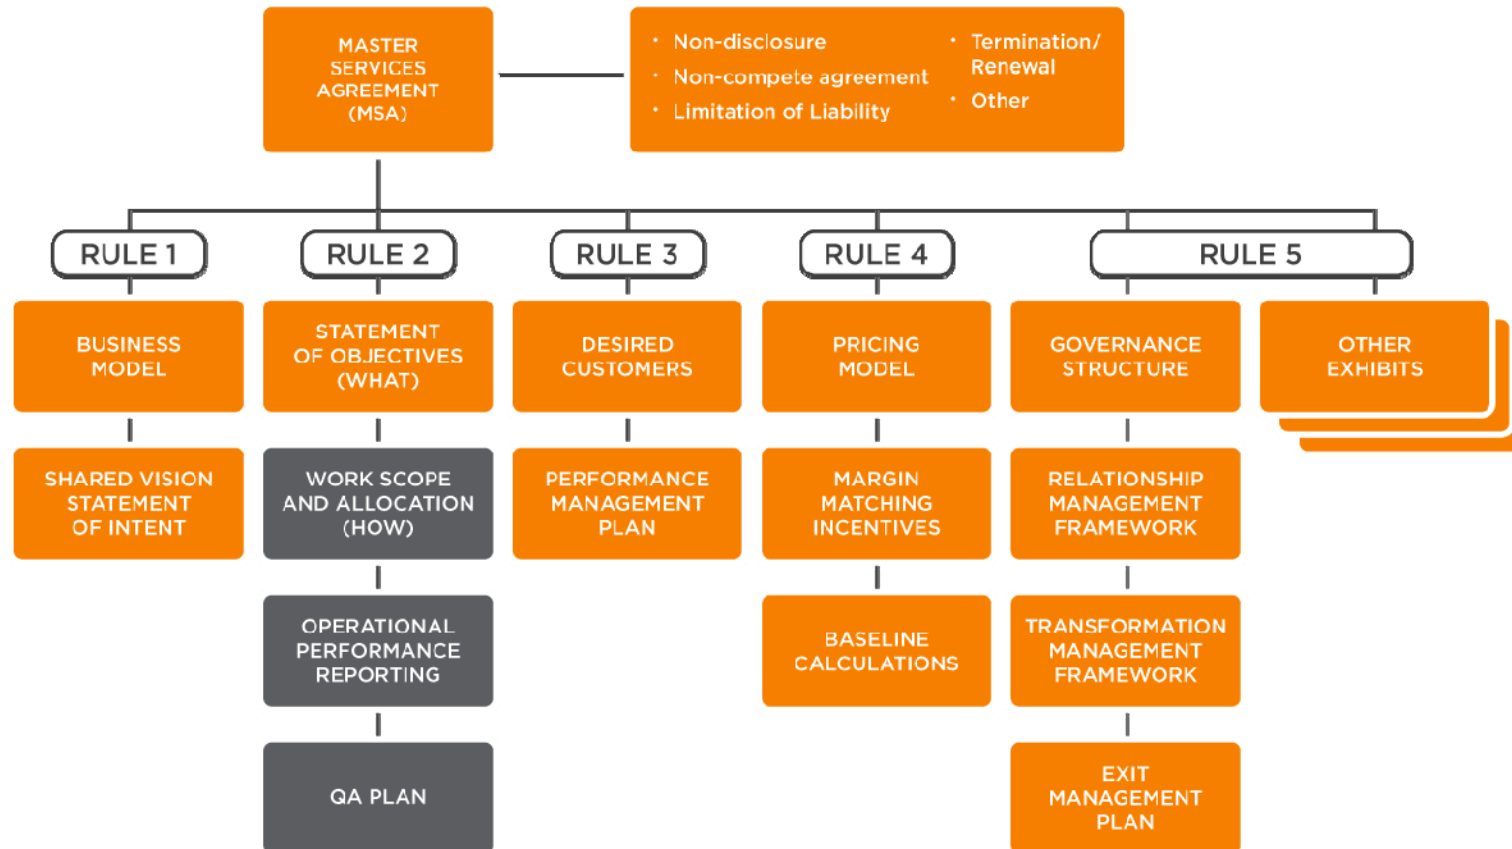 MASTER
SERVICES
AGREEMENT
(MSA)
· Non-disclosure
· Non-compete agreement
· Limitation of Liability
· Termination/
Renewal
· Other
RULE 1
RULE 2
RULE 3
RULE 4
RULE 5
BUSINESS
MODEL
STATEMENT
OF OBJECTIVES
(WHAT)
DESIRED
CUSTOMERS
PRICING
MODEL
GOVERNANCE
STRUCTURE
OTHER
EXHIBITS
SHARED VISION
STATEMENT
OF INTENT
WORK SCOPE
AND ALLOCATION
(HOW)
PERFORMANCE
MANAGEMENT
PLAN
MARGIN
MATCHING
INCENTIVES
RELATIONSHIP
MANAGEMENT
FRAMEWORK
OPERATIONAL
PERFORMANCE
REPORTING
BASELINE
CALCULATIONS
TRANSFORMATION
MANAGEMENT
FRAMEWORK
QA PLAN
EXIT
MANAGEMENT
PLAN